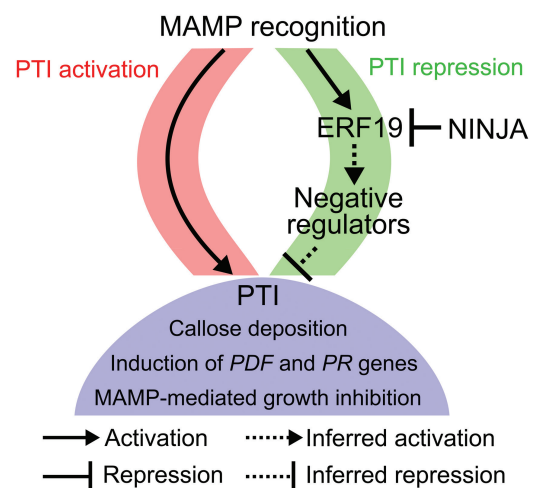 MAMP recognition
PTI activation
PTI repression
ERF19
NINJA
Negative
regulators
PTI
Callose deposition
Induction of PDF and PR genes
MAMP-mediated growth inhibition
Activation
Inferred activation
Repression
Inferred repression